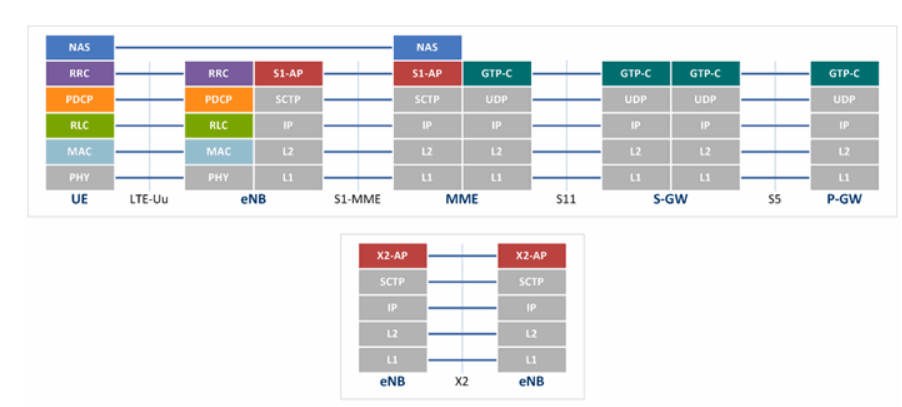 NAS NAS
RRC RRC S1-AP S1-AP GTP-C GTP-C GTP-C GTP-C
PDCP PDCP SCTP SCTP UDP UDP UDP UDP
RLC RLC IP IP IP IP IP IP
MAC MAC L2 L2 L2 L2 L2 L2
PHY PHY L1 L1 L1 L1 L1 L1
UE LTE-Uu eNB S1-MME MME S11 S-GW S5 P-GW
X2-AP X2-AP
SCTP SCTP
IP IP
L2 L2
L1 L1
eNB X2 eNB